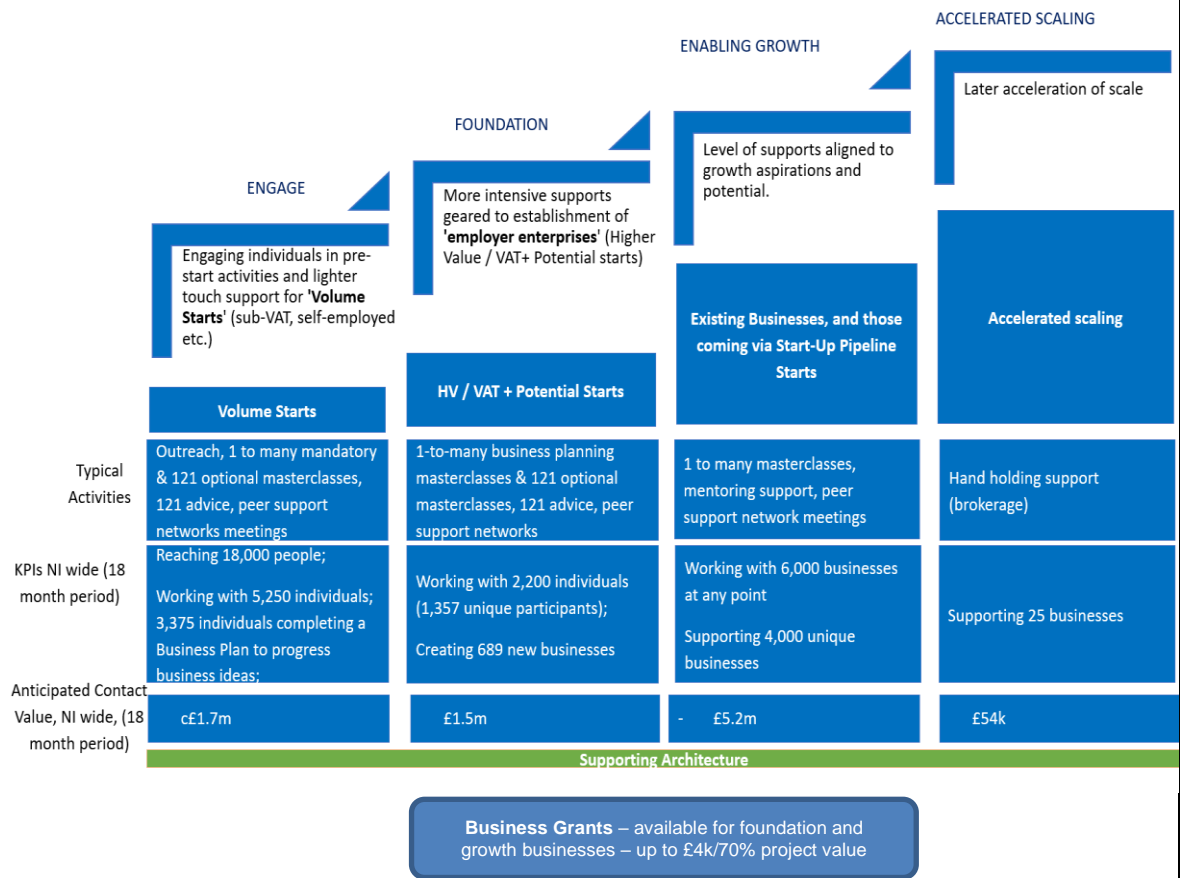 ACCELERATED SCALING
Later acceleration of scale
ENABLING GROWTH
Level of supports aligned to
growth aspirations and
potential.
FOUNDATION
More intensive supports
geared to establishment of
'employer enterprises' (Higher
Value / VAT+ Potential starts)
ENGAGE
Engaging individuals in pre-
start activities and lighter
touch support for 'Volume
Starts' (sub-VAT, self-employed
etc.)
Volume Starts
HV / VAT + Potential Starts
Existing Businesses, and those
coming via Start-Up Pipeline
Starts
Accelerated scaling
Typical
Activities
Outreach, 1 to many mandatory
& 121 optional masterclasses,
121 advice, peer support
networks meetings
1-to-many business planning
masterclasses & 121 optional
masterclasses, 121 advice, peer
support networks
1 to many masterclasses,
mentoring support, peer
support network meetings
Hand holding support
(brokerage)
KPIs NI wide (18
month period)
Reaching 18,000 people;
Working with 5,250 individuals;
3,375 individuals completing a
Business Plan to progress
business ideas;
Working with 2,200 individuals
(1,357 unique participants);
Creating 689 new businesses
Working with 6,000 businesses
at any point
Supporting 4,000 unique
businesses
Supporting 25 businesses
Anticipated Contact
Value, NI wide, (18
month period)
c£1.7m
£1.5m
- £5.2m
£54k
Supporting Architecture
Business Grants – available for foundation and
growth businesses – up to £4k/70% project value